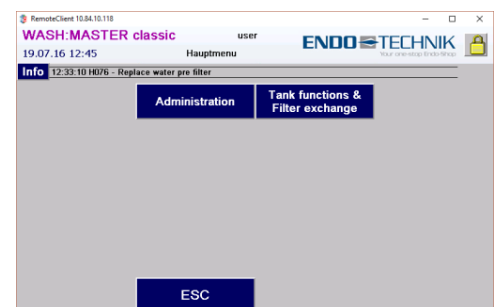 RemoteClient 10.84.10.118
WASH:MASTER classic user
ENDO TECHNIK
Your one-stop Endo-Shop
19.07.16 12:45 Hauptmenu
Info 12:33:10 H076 - Replace water pre filter
Administration
Tank functions &
Filter exchange
ESC